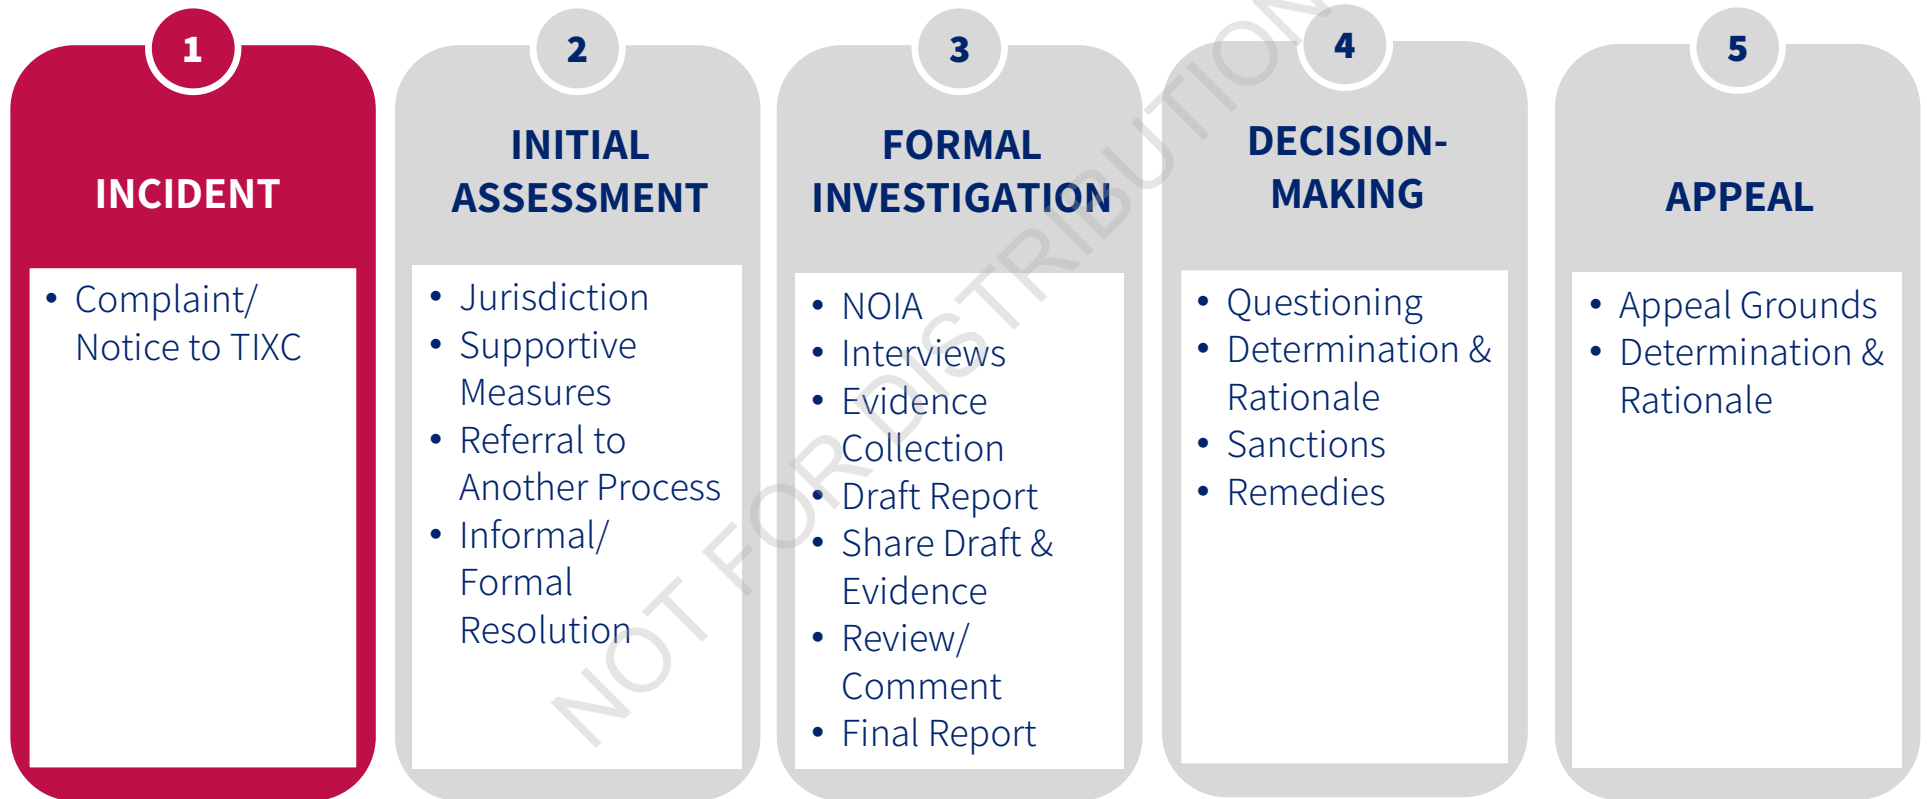 1
INCIDENT
• Complaint/
Notice to TIXC
2
INITIAL
ASSESSMENT
• Jurisdiction
• Supportive
Measures
• Referral to
Another Process
• Informal/
Formal
Resolution
3
FORMAL
INVESTIGATION
• NOIA
• Interviews
• Evidence
Collection
• Draft Report
• Share Draft &
Evidence
• Review/
Comment
• Final Report
4
DECISION-
MAKING
• Questioning
• Determination &
Rationale
• Sanctions
• Remedies
5
APPEAL
• Appeal Grounds
• Determination &
Rationale
NOT FOR DISTRIBUTION